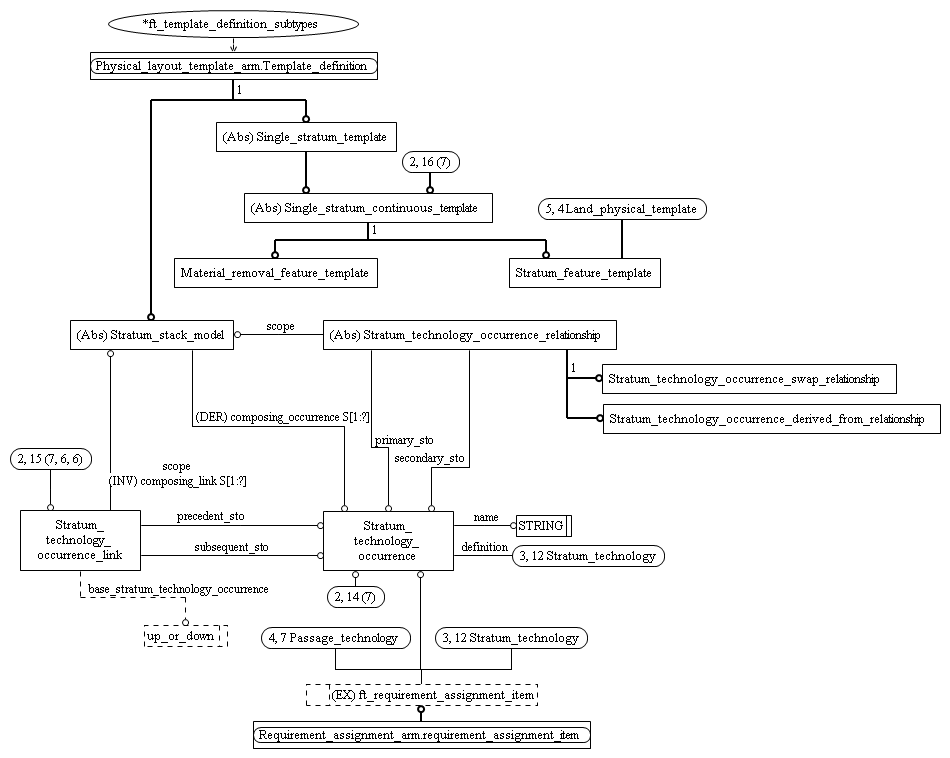 *ft_template_definition_subtypes
Physical_layout_template_arm.Template_definition
1
(Abs) Single_stratum_template
2, 16 (7)
(Abs) Single_stratum_continuous_template
5, 4 Land_physical_template
1
Material_removal_feature_template
Stratum_feature_template
(Abs) Stratum_stack_model
scope
(Abs) Stratum_technology_occurrence_relationship
1
Stratum_technology_occurrence_swap_relationship
Stratum_technology_occurrence_derived_from_relationship
(DER) composing_occurrence S[1:?]
primary_sto
secondary_sto
2, 15 (7, 6, 6)
scope
(INV) composing_link S[1:?]
Stratum_
technology_
occurrence_link
precedent_sto
subsequent_sto
Stratum_
technology_
occurrence
name
STRING
definition
3, 12 Stratum_technology
base_stratum_technology_occurrence
2, 14 (7)
up_or_down
4, 7 Passage_technology
3, 12 Stratum_technology
(EX) ft_requirement_assignment_item
Requirement_assignment_arm.requirement_assignment_item